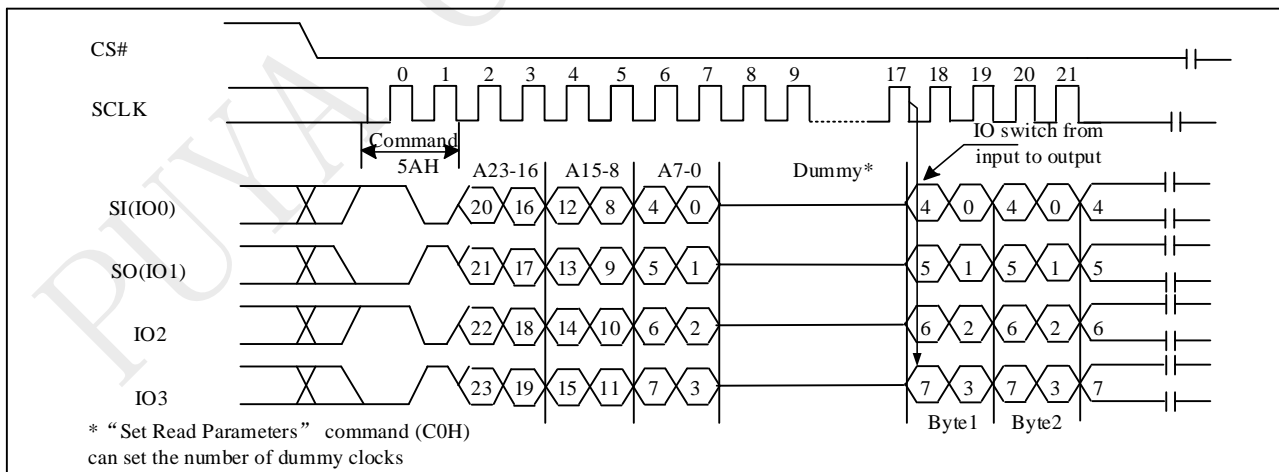 PUYA
CS#
0 1 2 3 4 5 6 7 8 9 17 18 19 20 21
SCLK
Command
5AH
IO switch from
input to output
A23-16 A15-8 A7-0 Dummy*
SI(IO0) 20 16 12 8 4 0 4 0 4 0 4
SO(IO1) 21 17 13 9 5 1 5 1 5 1 5
IO2 22 18 14 10 6 2 6 2 6 2 6
IO3 23 19 15 11 7 3 7 3 7 3 7
Byte1 Byte2
* “Set Read Parameters” command (C0H)
can set the number of dummy clocks